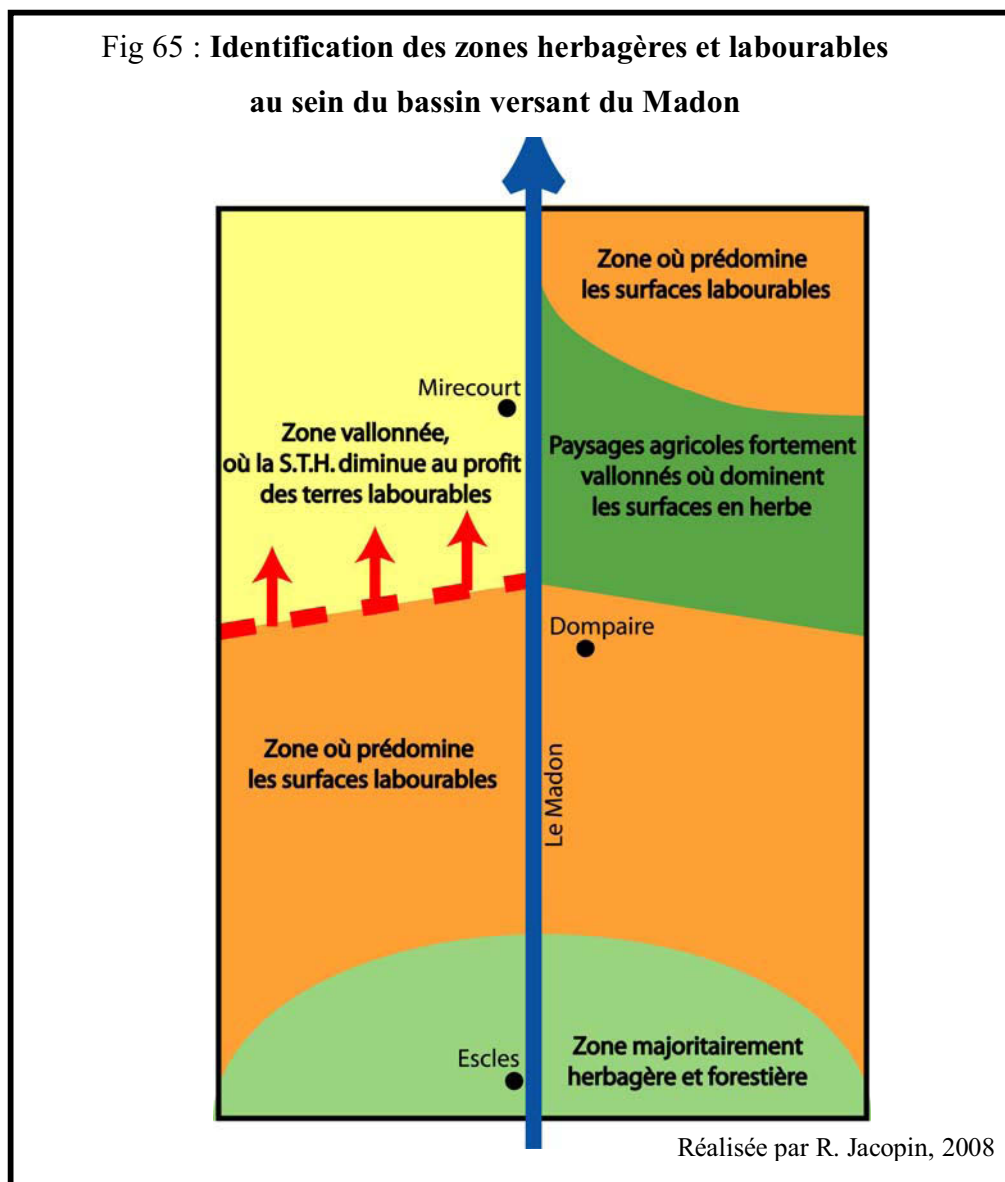 Fig 65 : Identification des zones herbagères et labourables
au sein du bassin versant du Madon
Zone où prédomine
les surfaces labourables
Mirecourt
Zone vallonnée,
où la S.T.H. diminue au profit
des terres labourables
Paysages agricoles fortement
vallonnés où dominent
les surfaces en herbe
Dompaire
Zone où prédomine
les surfaces labourables
Le Madon
Escles
Zone majoritairement
herbagère et forestière
Réalisée par R. Jacopin, 2008